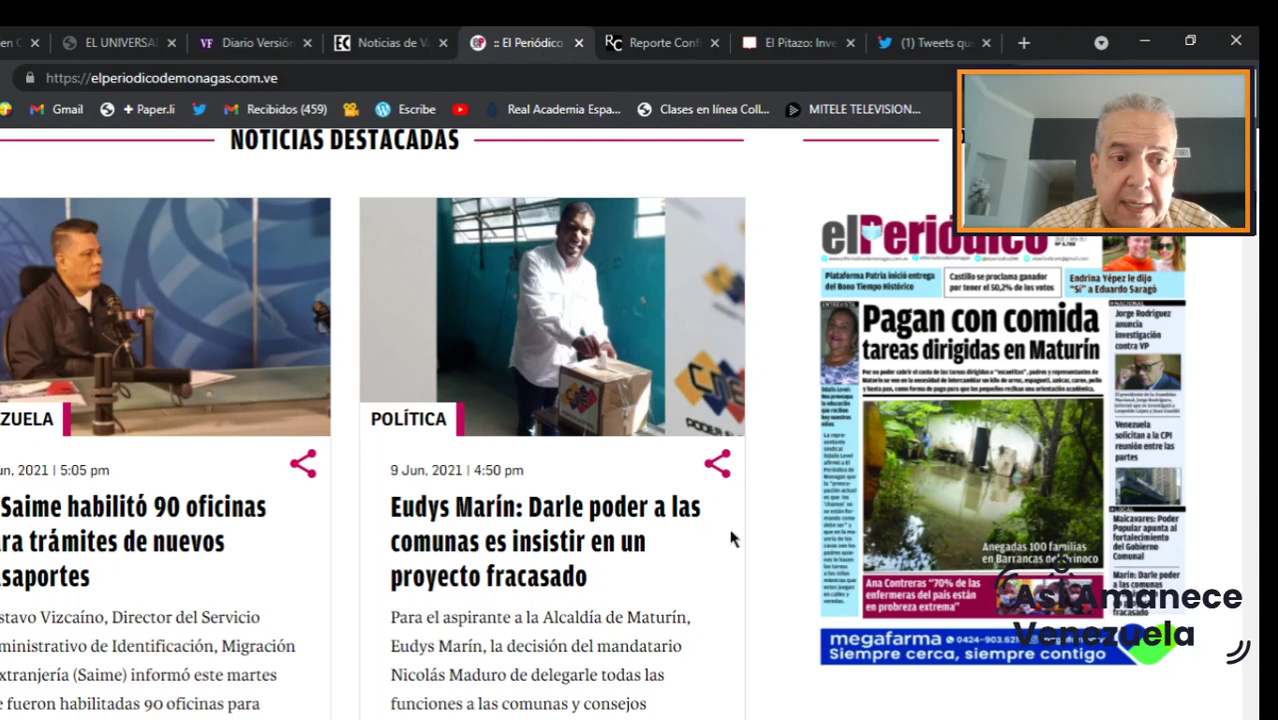 en C
EL UNIVERSA
Diario Versión
Noticias de V
:: El Periódico
Reporte Conf
El Pitazo: Inve
(1) Tweets qu
https://elperiodicodemonagas.com.ve
Gmail
+ Paper.li
Recibidos (459)
Escribe
Real Academia Espa...
Clases en línea Coll...
MITELE TELEVISION...
NOTICIAS DESTACADAS
ZUELA
un, 2021 | 5:05 pm
Saime habilitó 90 oficinas
ra trámites de nuevos
saportes
stavo Vizcaíno, Director del Servicio
ministrativo de Identificación, Migración
xtranjería (Saime) informó este martes
e fueron habilitadas 90 oficinas para
CNE
PODER
POLÍTICA
9 Jun, 2021 | 4:50 pm
Eudys Marín: Darle poder a las
comunas es insistir en un
proyecto fracasado
Para el aspirante a la Alcaldía de Maturín,
Eudys Marín, la decisión del mandatario
Nicolás Maduro de delegarle todas las
funciones a las comunas y consejos
elPeriódico
Plataforma Patria inició entrega
del Bono Tiempo Histórico
Castillo se proclama ganador
por tener el 50,2% de los votos
Endrina Yépez le dijo
"Sí" a Eduardo Saragó
Pagan con comida
tareas dirigidas en Maturín
Jorge Rodríguez
anuncia
investigación
contra VP
Venezuela
solicitan a la CPI
reunión entre las
partes
Anegadas 100 familias
en Barrancas del Orinoco
Maicavares: Poder
Popular apunta al
fortalecimiento
del Gobierno
Comunal
Marín: Darle poder
a las comunas
Ana Contreras "70% de las
enfermeras del país están
en probreza extrema"
megafarma 0424-903.62
Siempre cerca, siempre contigo
Así Amanece
Venezuela